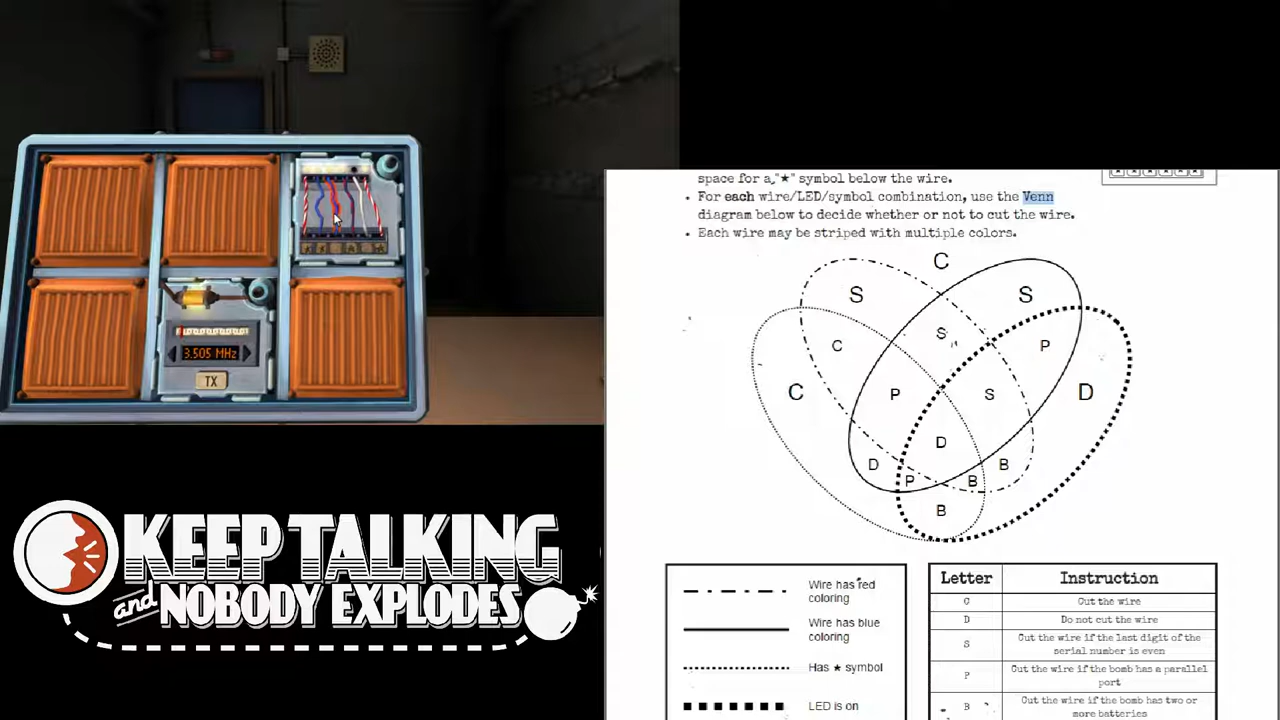 space for a "★" symbol below the wire.
• For each wire/LED/symbol combination, use the Venn
diagram below to decide whether or not to cut the wire.
• Each wire may be striped with multiple colors.
C
S
S
S
C
P
C
P
S
D
D
D
B
P
B
B
3.505 MHz
TX
KEEP TALKING
and NOBODY EXPLODES
Wire has red
coloring
Wire has blue
coloring
Has ★ symbol
LED is on
Letter Instruction
C Cut the wire
D Do not cut the wire
S Cut the wire if the last digit of the
serial number is even
P Cut the wire if the bomb has a parallel
port
B Cut the wire if the bomb has two or
more batteries